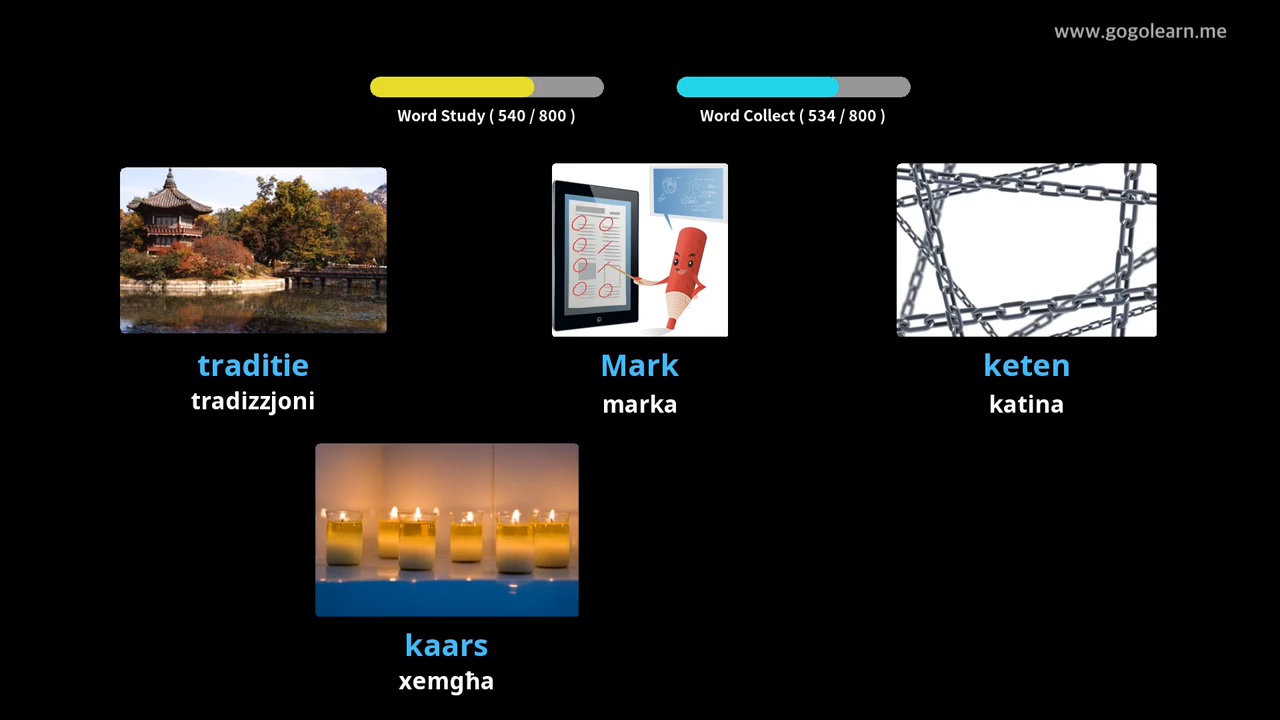 www.gogolearn.me
Word Study ( 540 / 800 )
Word Collect ( 534 / 800 )
traditie
tradizzjoni
Mark
marka
keten
katina
kaars
xemgħa